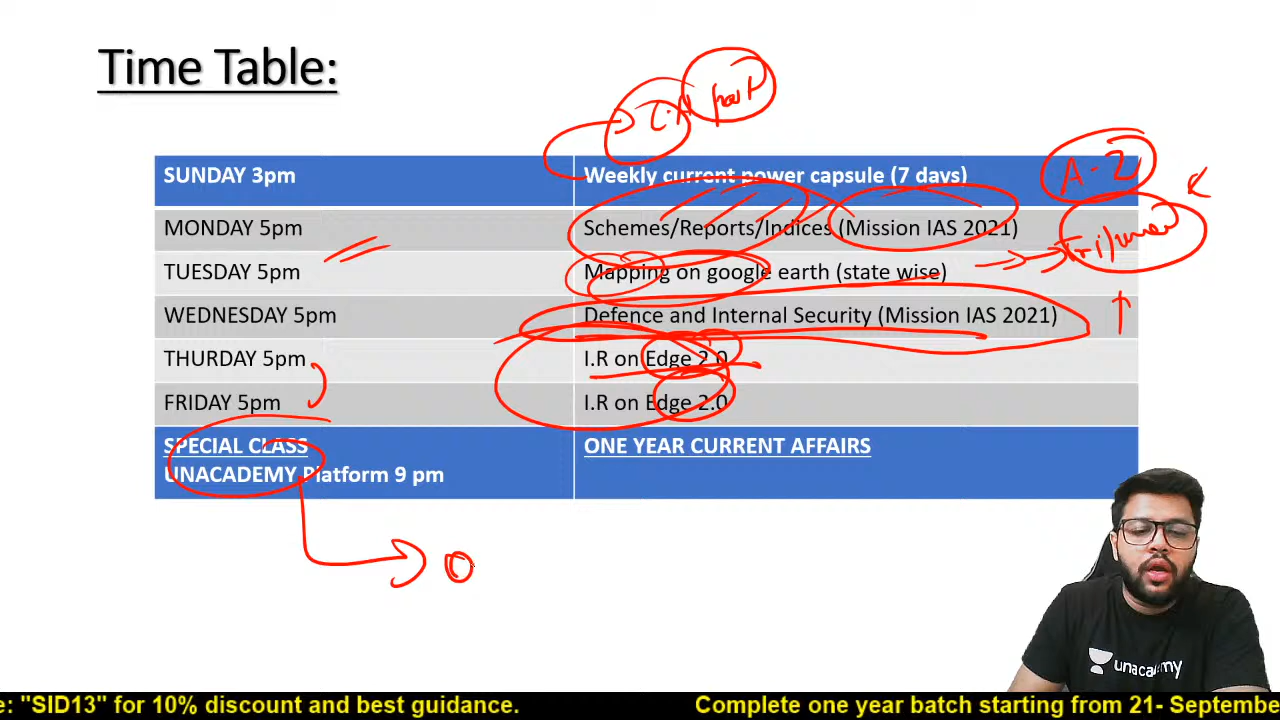 Time Table:
I.R part
SUNDAY 3pm Weekly current power capsule (7 days)
A-Z
MONDAY 5pm Schemes/Reports/Indices (Mission IAS 2021)
TUESDAY 5pm Mapping on google earth (state wise)
WEDNESDAY 5pm Defence and Internal Security (Mission IAS 2021)
THURDAY 5pm I.R on Edge 2.0
FRIDAY 5pm I.R on Edge 2.0
SPECIAL CLASS ONE YEAR CURRENT AFFAIRS
UNACADEMY Platform 9 pm
unacademy
e: "SID13" for 10% discount and best guidance. Complete one year batch starting from 21- Septembe